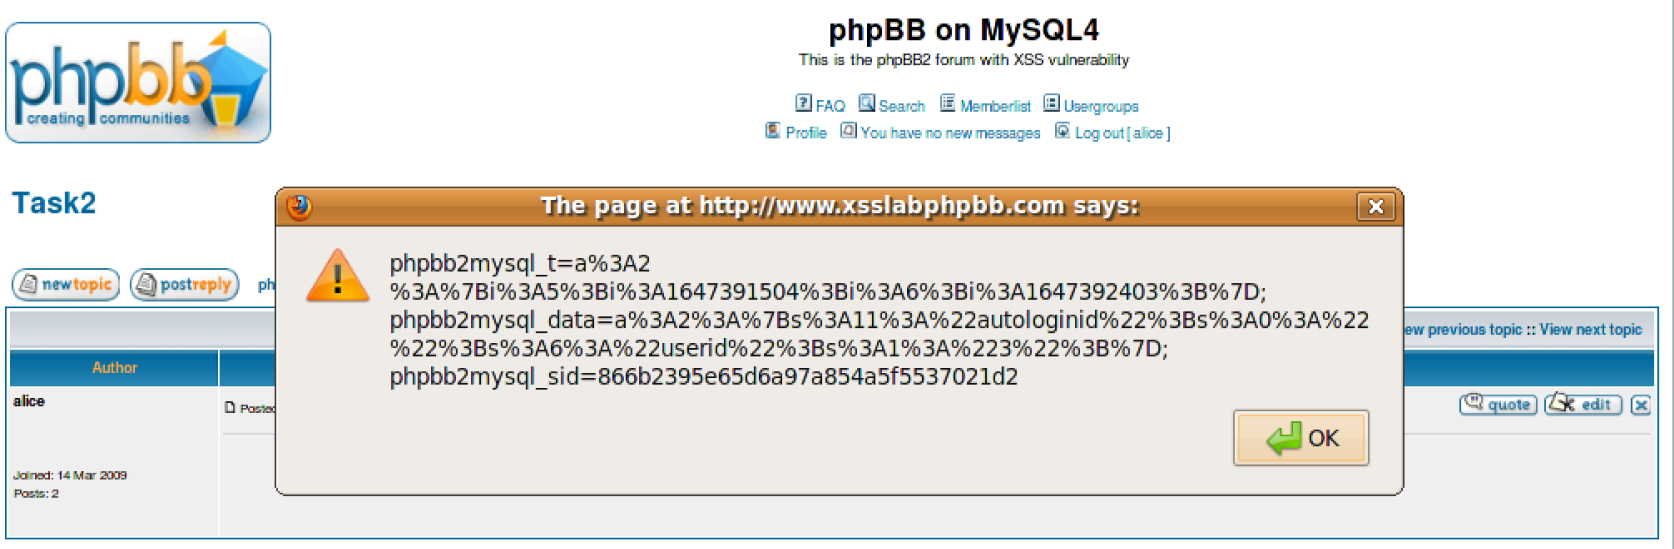 phpbb
creating communities
phpBB on MySQL4
This is the phpBB2 forum with XSS vulnerability
FAQ Search Memberlist Usergroups
Profile You have no new messages Log out [ alice ]
Task2
The page at http://www.xsslabphpbb.com says:
phpbb2mysql_t=a%3A2
%3A%7Bi%3A5%3Bi%3A1647391504%3Bi%3A6%3Bi%3A1647392403%3B%7D;
phpbb2mysql_data=a%3A2%3A%7Bs%3A11%3A%22autologinid%22%3Bs%3A0%3A%22
%22%3Bs%3A6%3A%22userid%22%3Bs%3A1%3A%223%22%3B%7D;
phpbb2mysql_sid=866b2395e65d6a97a854a5f5537021d2
OK
newtopic postreply ph
ew previous topic :: View next topic
Author
alice
Posted
quote edit
Joined: 14 Mar 2009
Posts: 2